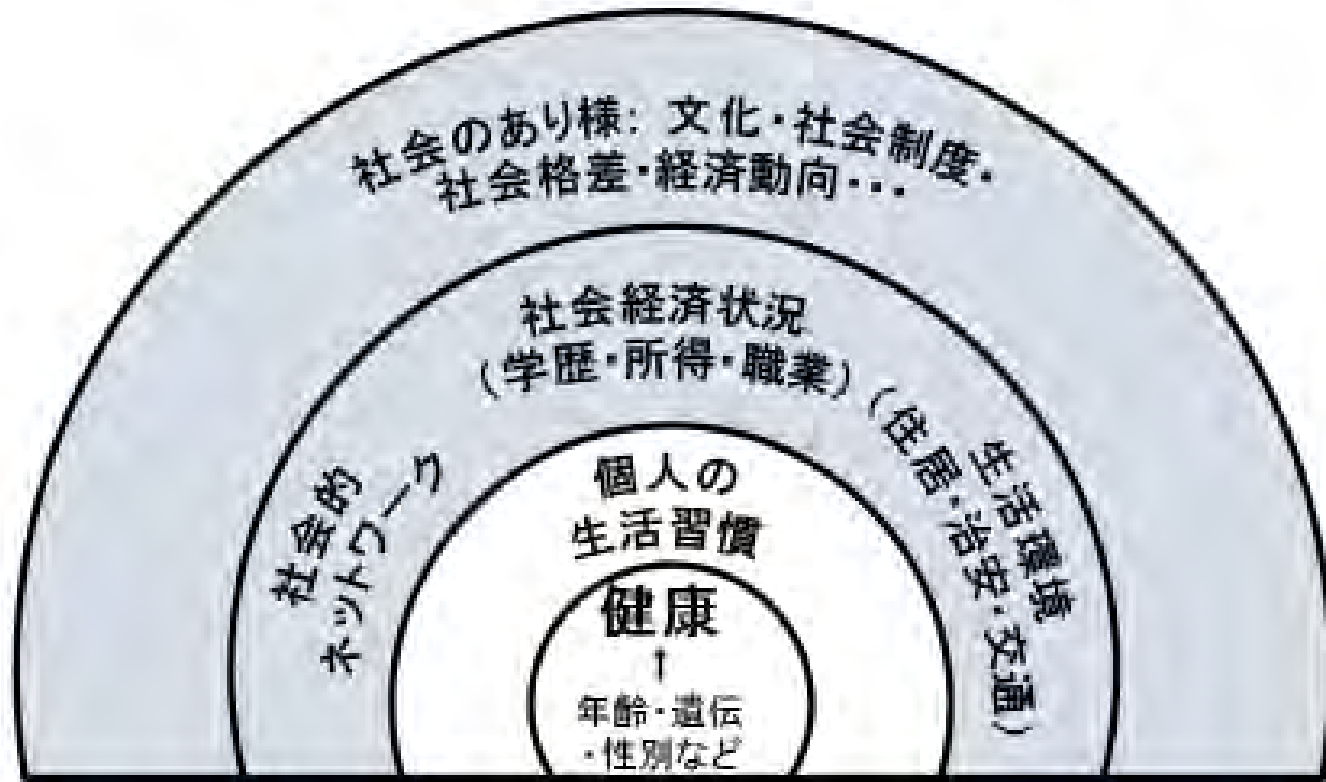 社会のあり様: 文化・社会制度・
社会格差・経済動向・・・
社会経済状況
(学歴・所得・職業)
社会的
ネットワーク
生活環境
(住居・治安・交通)
個人の
生活習慣
健康
↑
年齢・遺伝
・性別など